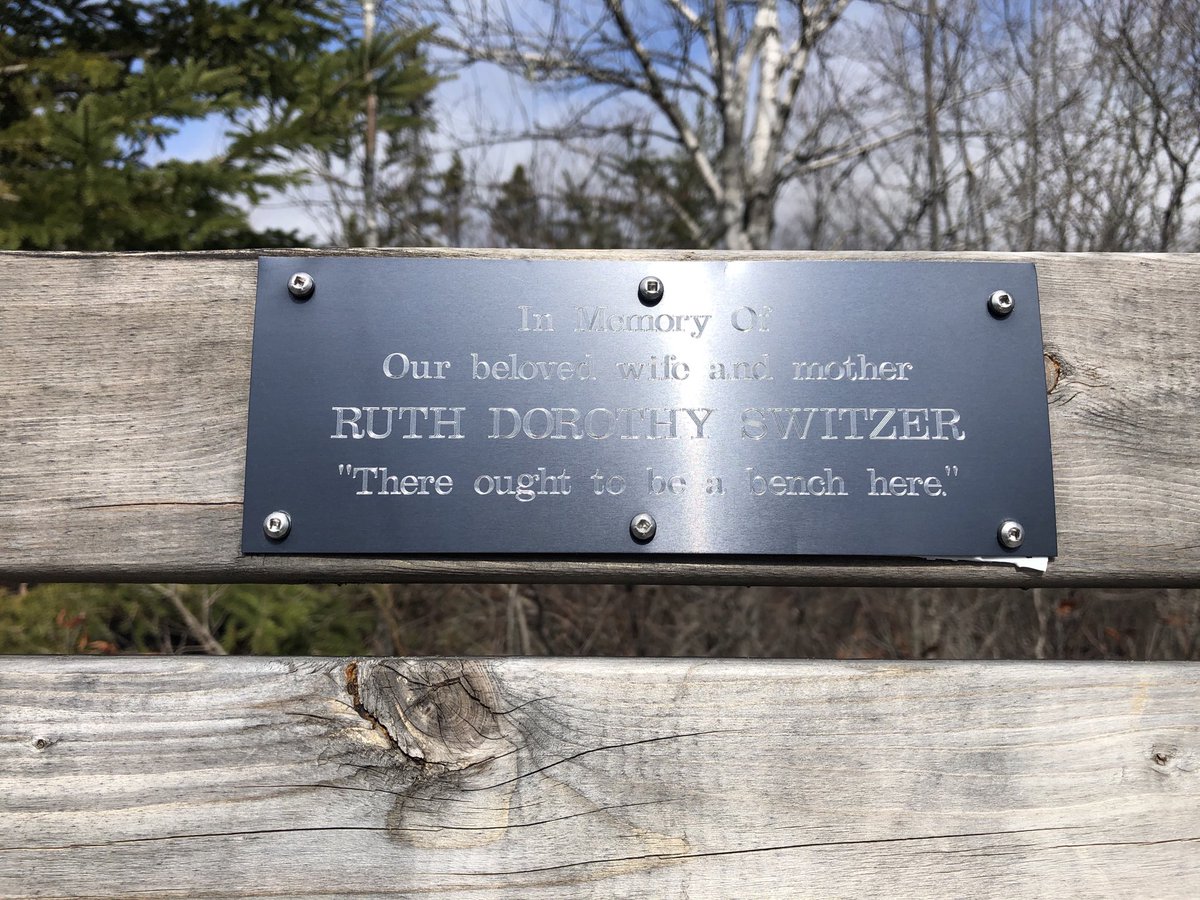 In Memory Of
Our beloved wife and mother
RUTH DOROTHY SWITZER
"There ought to be a bench here."